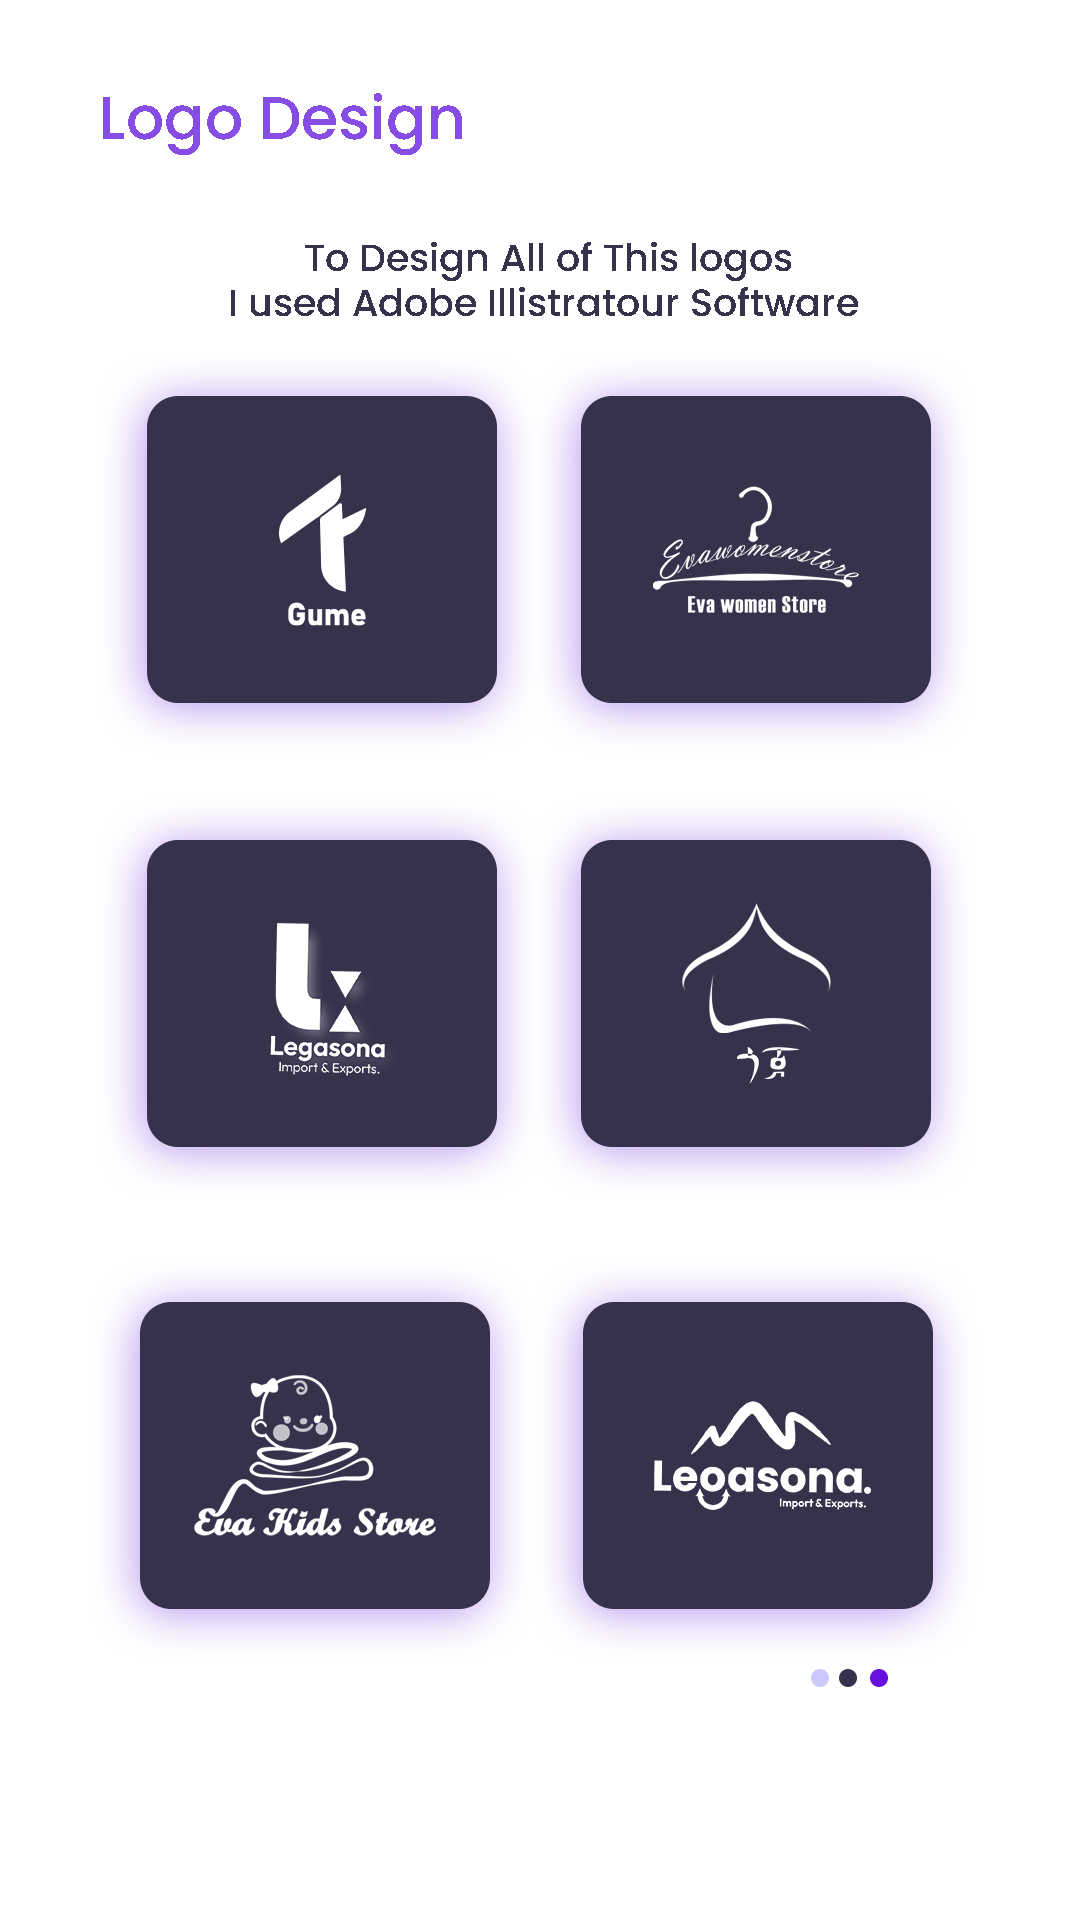 Logo Design
To Design All of This logos
I used Adobe Illistratour Software
Gume
Evawomenstore
Eva women Store
Legasona
Import & Exports.
Eva Kids Store
Legasona.
Import & Exports.